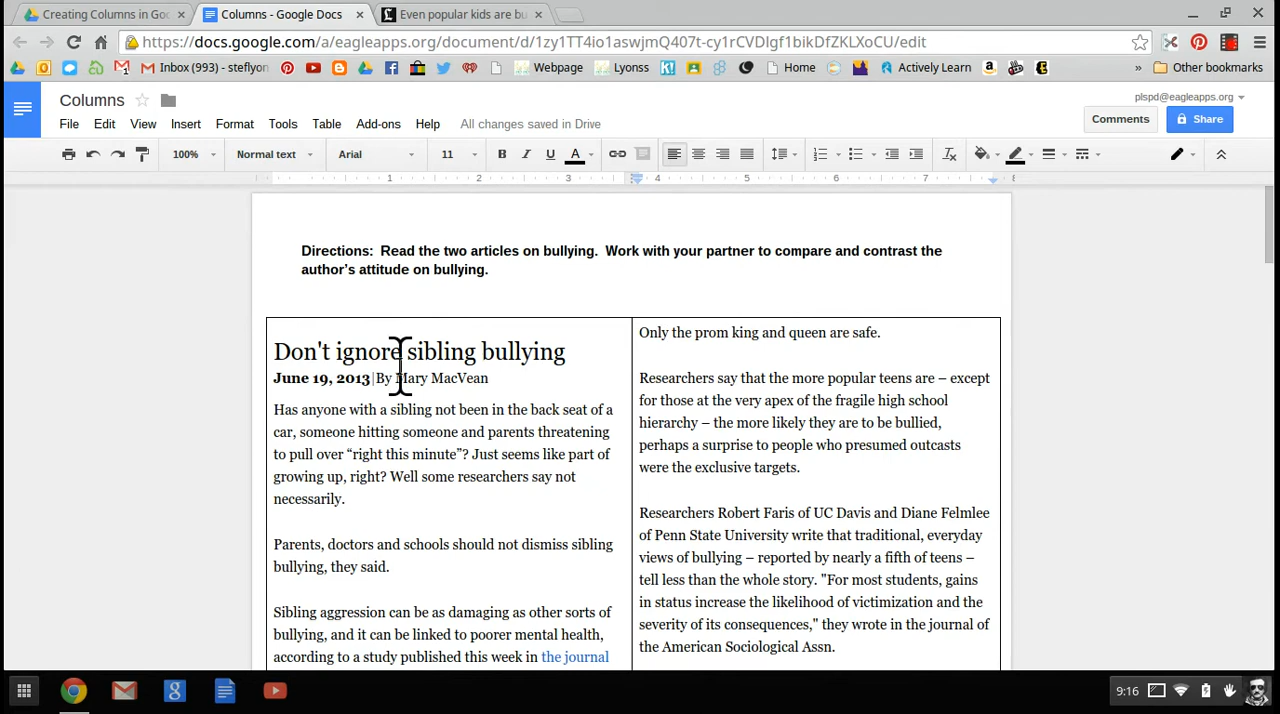 Creating Columns in Goo
Columns - Google Docs
Even popular kids are bu
https://docs.google.com/a/eagleapps.org/document/d/1zy1TT4io1aswjmQ407t-cy1rCVDIgf1bikDfZKLXoCU/edit
Inbox (993) - steflyon
Webpage
Lyonss
Home
Actively Learn
»
Other bookmarks
Columns
plspd@eagleapps.org
File Edit View Insert Format Tools Table Add-ons Help All changes saved in Drive
Comments
Share
100% Normal text Arial 11 B I U A
1 2 3 4 5 6 7 8
Directions: Read the two articles on bullying. Work with your partner to compare and contrast the
author's attitude on bullying.
Don't ignore sibling bullying
June 19, 2013|By Mary MacVean
Has anyone with a sibling not been in the back seat of a
car, someone hitting someone and parents threatening
to pull over “right this minute”? Just seems like part of
growing up, right? Well some researchers say not
necessarily.
Parents, doctors and schools should not dismiss sibling
bullying, they said.
Sibling aggression can be as damaging as other sorts of
bullying, and it can be linked to poorer mental health,
according to a study published this week in the journal
Only the prom king and queen are safe.
Researchers say that the more popular teens are – except
for those at the very apex of the fragile high school
hierarchy – the more likely they are to be bullied,
perhaps a surprise to people who presumed outcasts
were the exclusive targets.
Researchers Robert Faris of UC Davis and Diane Felmlee
of Penn State University write that traditional, everyday
views of bullying – reported by nearly a fifth of teens –
tell less than the whole story. "For most students, gains
in status increase the likelihood of victimization and the
severity of its consequences," they wrote in the journal of
the American Sociological Assn.
9:16